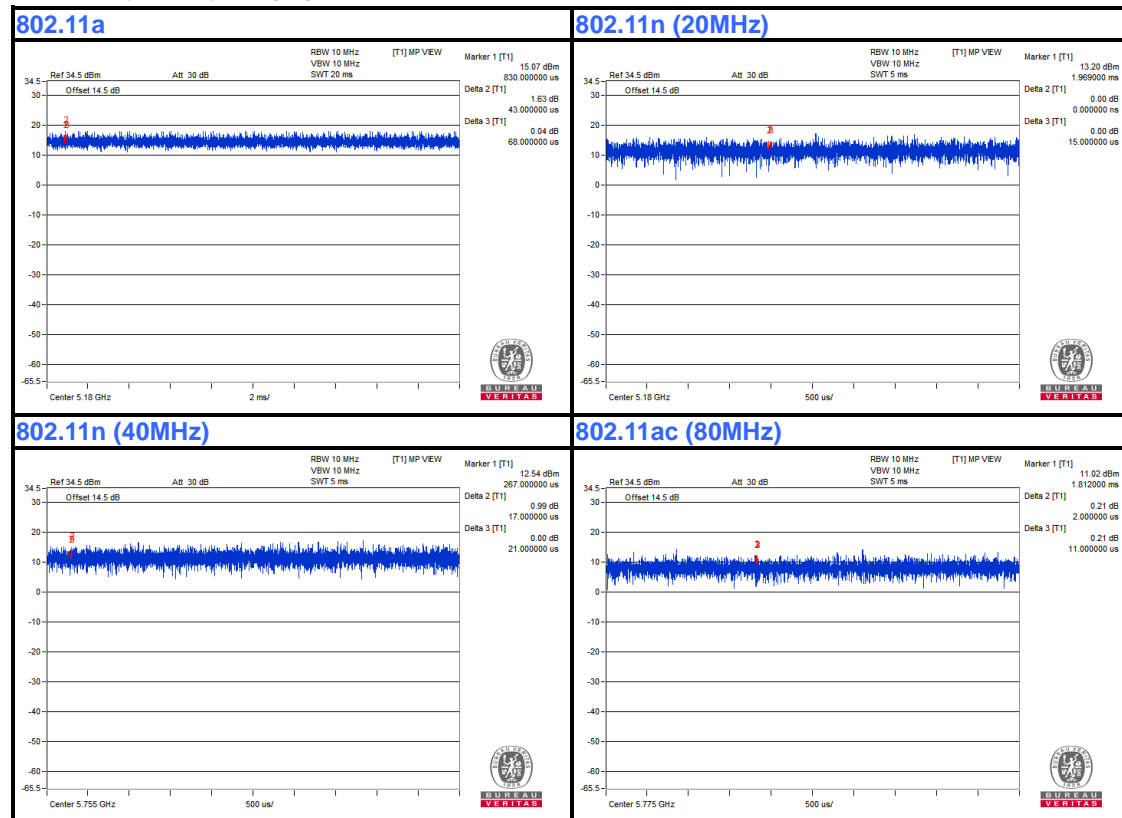 802.11a
RBW 10 MHz [T1] MP VIEW
VBW 10 MHz
Ref 34.5 dBm Att 30 dB SWT 20 ms
Marker 1 [T1]
15.07 dBm
830.000000 us
Delta 2 [T1]
1.63 dB
43.000000 us
Delta 3 [T1]
0.04 dB
68.000000 us
Offset 14.5 dB
34.5
30
20
10
0
-10
-20
-30
-40
-50
-60
-65.5
Center 5.18 GHz 2 ms/
BUREAU
VERITAS
802.11n (20MHz)
RBW 10 MHz [T1] MP VIEW
VBW 10 MHz
Ref 34.5 dBm Att 30 dB SWT 5 ms
Marker 1 [T1]
13.20 dBm
1.969000 ms
Delta 2 [T1]
0.00 dB
0.000000 ns
Delta 3 [T1]
0.00 dB
15.000000 us
Offset 14.5 dB
34.5
30
20
10
0
-10
-20
-30
-40
-50
-60
-65.5
Center 5.18 GHz 500 us/
BUREAU
VERITAS
802.11n (40MHz)
RBW 10 MHz [T1] MP VIEW
VBW 10 MHz
Ref 34.5 dBm Att 30 dB SWT 5 ms
Marker 1 [T1]
12.54 dBm
267.000000 us
Delta 2 [T1]
0.99 dB
17.000000 us
Delta 3 [T1]
0.00 dB
21.000000 us
Offset 14.5 dB
34.5
30
20
10
0
-10
-20
-30
-40
-50
-60
-65.5
Center 5.755 GHz 500 us/
BUREAU
VERITAS
802.11ac (80MHz)
RBW 10 MHz [T1] MP VIEW
VBW 10 MHz
Ref 34.5 dBm Att 30 dB SWT 5 ms
Marker 1 [T1]
11.02 dBm
1.812000 ms
Delta 2 [T1]
0.21 dB
2.000000 us
Delta 3 [T1]
0.21 dB
11.000000 us
Offset 14.5 dB
34.5
30
20
10
0
-10
-20
-30
-40
-50
-60
-65.5
Center 5.775 GHz 500 us/
BUREAU
VERITAS